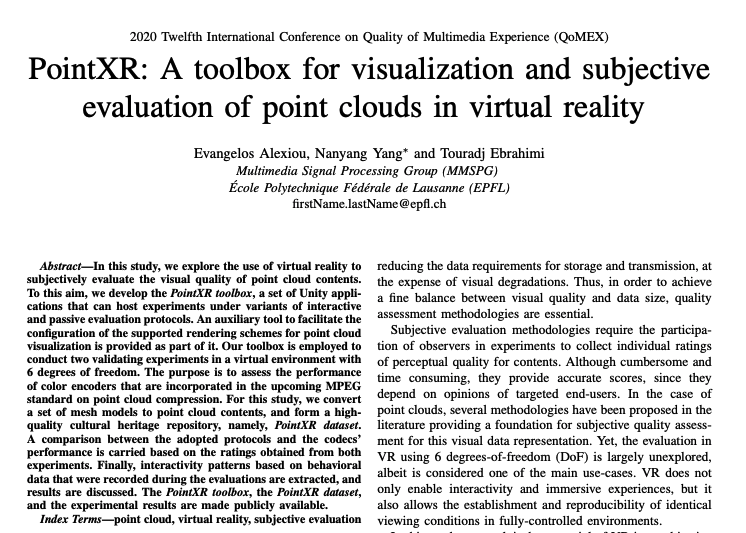 2020 Twelfth International Conference on Quality of Multimedia Experience (QoMEX)
PointXR: A toolbox for visualization and subjective
evaluation of point clouds in virtual reality
Evangelos Alexiou, Nanyang Yang* and Touradj Ebrahimi
Multimedia Signal Processing Group (MMSPG)
École Polytechnique Fédérale de Lausanne (EPFL)
firstName.lastName@epfl.ch
Abstract—In this study, we explore the use of virtual reality to
subjectively evaluate the visual quality of point cloud contents.
To this aim, we develop the PointXR toolbox, a set of Unity appli-
cations that can host experiments under variants of interactive
and passive evaluation protocols. An auxiliary tool to facilitate the
configuration of the supported rendering schemes for point cloud
visualization is provided as part of it. Our toolbox is employed to
conduct two validating experiments in a virtual environment with
6 degrees of freedom. The purpose is to assess the performance
of color encoders that are incorporated in the upcoming MPEG
standard on point cloud compression. For this study, we convert
a set of mesh models to point cloud contents, and form a high-
quality cultural heritage repository, namely, PointXR dataset.
A comparison between the adopted protocols and the codecs'
performance is carried based on the ratings obtained from both
experiments. Finally, interactivity patterns based on behavioral
data that were recorded during the evaluations are extracted, and
results are discussed. The PointXR toolbox, the PointXR dataset,
and the experimental results are made publicly available.
Index Terms—point cloud, virtual reality, subjective evaluation
reducing the data requirements for storage and transmission, at
the expense of visual degradations. Thus, in order to achieve
a fine balance between visual quality and data size, quality
assessment methodologies are essential.
Subjective evaluation methodologies require the participa-
tion of observers in experiments to collect individual ratings
of perceptual quality for contents. Although cumbersome and
time consuming, they provide accurate scores, since they
depend on opinions of targeted end-users. In the case of
point clouds, several methodologies have been proposed in the
literature providing a foundation for subjective quality assess-
ment for this visual data representation. Yet, the evaluation in
VR using 6 degrees-of-freedom (DoF) is largely unexplored,
albeit is considered one of the main use-cases. VR does not
only enable interactivity and immersive experiences, but it
also allows the establishment and reproducibility of identical
viewing conditions in fully-controlled environments.